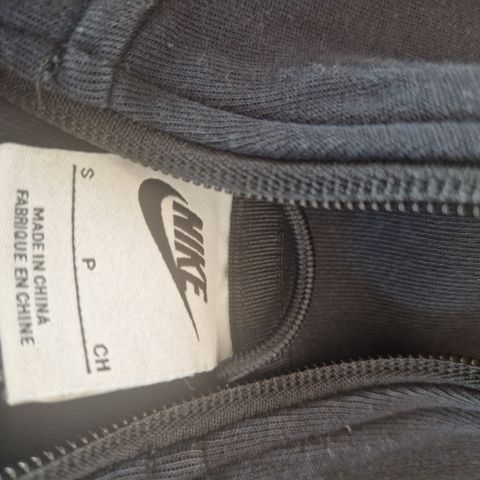 NIKE
S P CH
MADE IN CHINA
FABRIQUE EN CHINE